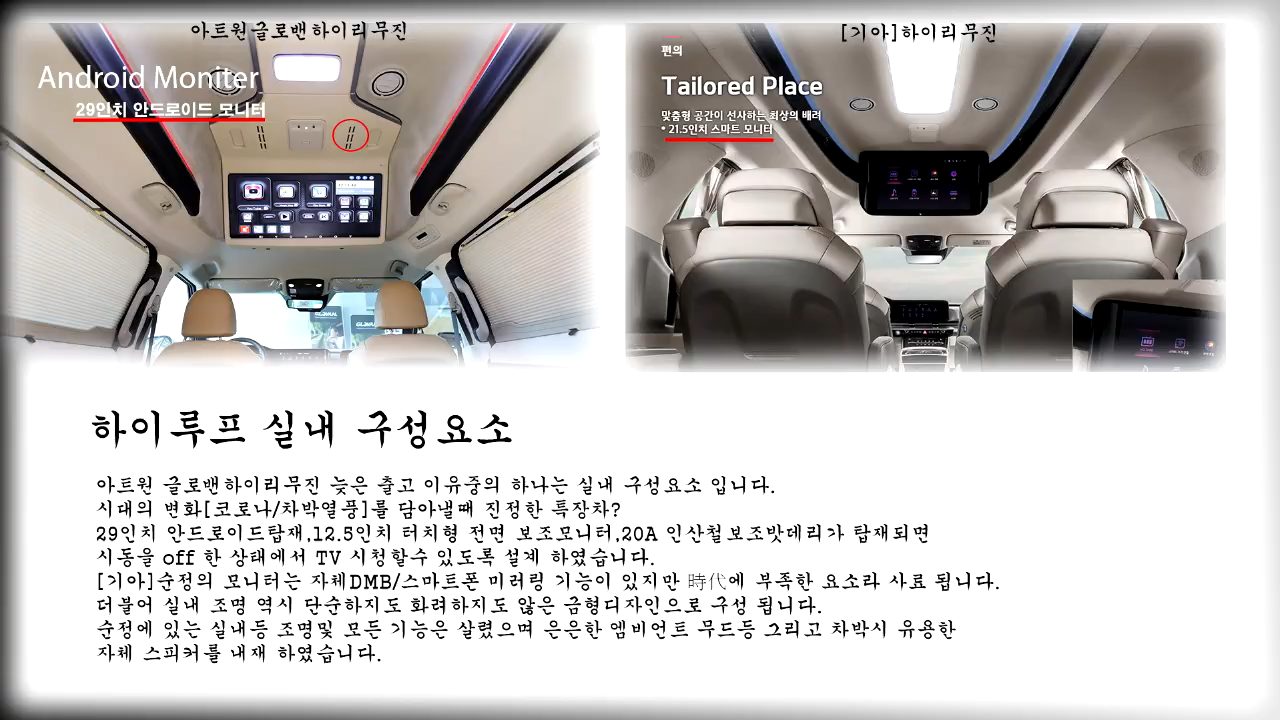 아트원글로밴하이리무진
Android Moniter
29인치 안드로이드 모니터
[기아]하이리무진
편의
Tailored Place
맞춤형 공간이 선사하는 최상의 배려
• 21.5인치 스마트 모니터
하이루프 실내 구성요소
아트원 글로밴하이리무진 늦은 출고 이유중의 하나는 실내 구성요소 입니다.
시대의 변화[코로나/차박열풍]를 담아낼때 진정한 특장차?
29인치 안드로이드탑재,12.5인치 터치형 전면 보조모니터,20A 인산철보조밧데리가 탑재되면
시동을 off 한 상태에서 TV 시청할수 있도록 설계 하였습니다.
[기아]순정의 모니터는 자체DMB/스마트폰 미러링 기능이 있지만 時代에 부족한 요소라 사료 됩니다.
더불어 실내 조명 역시 단순하지도 화려하지도 않은 금형디자인으로 구성 됩니다.
순정에 있는 실내등 조명및 모든 기능은 살렸으며 은은한 엠비언트 무드등 그리고 차박시 유용한
자체 스피커를 내재 하였습니다.